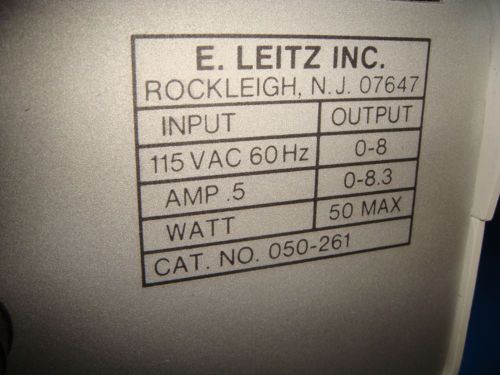 E. LEITZ INC.
ROCKLEIGH, N.J. 07647
INPUT OUTPUT
115 VAC 60 Hz 0-8
AMP .5 0-8.3
WATT 50 MAX
CAT. NO. 050-261